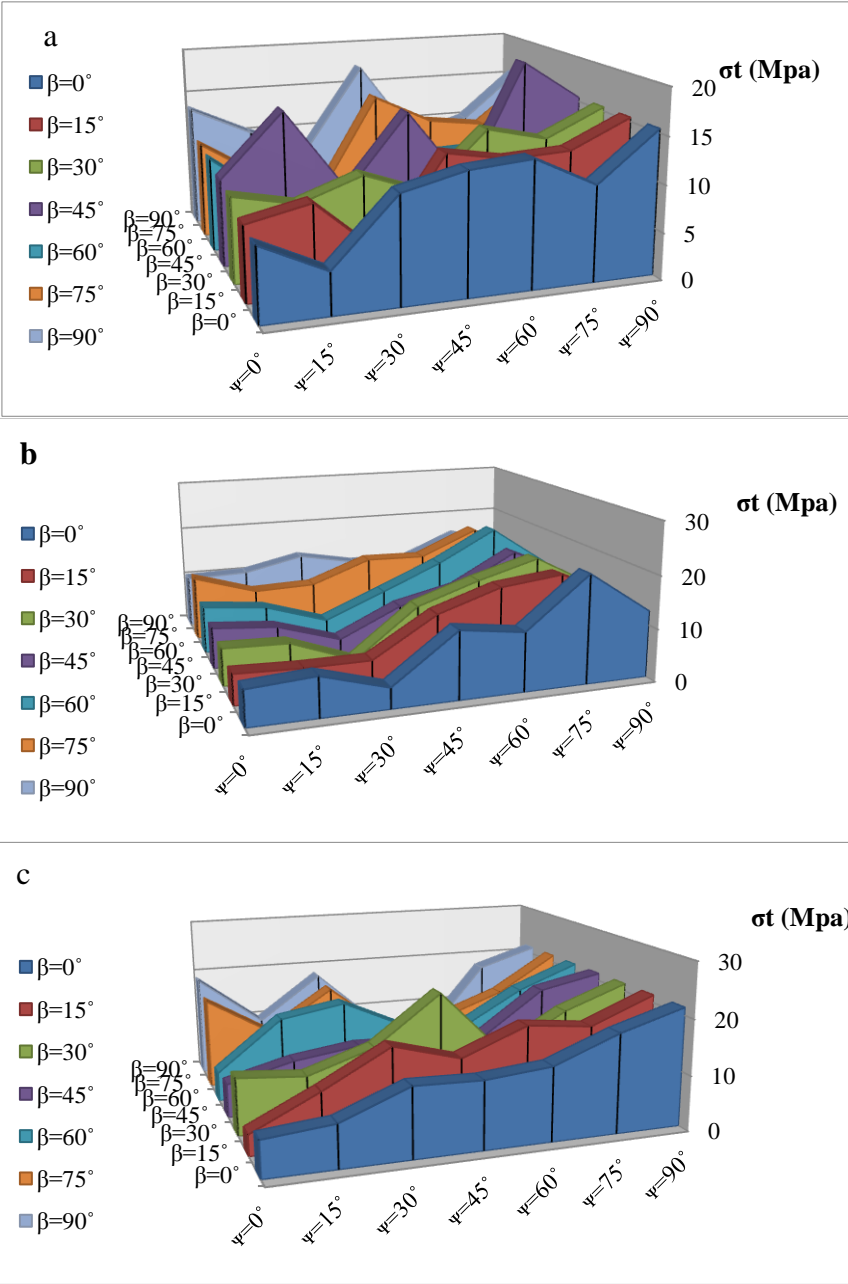 a
σt (Mpa)
β=0˚
β=15˚
β=30˚
β=45˚
β=60˚
β=75˚
β=90˚
20
15
10
5
0
β=90˚
β=75˚
β=60˚
β=45˚
β=30˚
β=15˚
β=0˚
Ψ=0˚
Ψ=15˚
Ψ=30˚
Ψ=45˚
Ψ=60˚
Ψ=75˚
Ψ=90˚
b
σt (Mpa)
β=0˚
β=15˚
β=30˚
β=45˚
β=60˚
β=75˚
β=90˚
30
20
10
0
β=90˚
β=75˚
β=60˚
β=45˚
β=30˚
β=15˚
β=0˚
Ψ=0˚
Ψ=15˚
Ψ=30˚
Ψ=45˚
Ψ=60˚
Ψ=75˚
Ψ=90˚
c
σt (Mpa)
β=0˚
β=15˚
β=30˚
β=45˚
β=60˚
β=75˚
β=90˚
30
20
10
0
β=90˚
β=75˚
β=60˚
β=45˚
β=30˚
β=15˚
β=0˚
Ψ=0˚
Ψ=15˚
Ψ=30˚
Ψ=45˚
Ψ=60˚
Ψ=75˚
Ψ=90˚